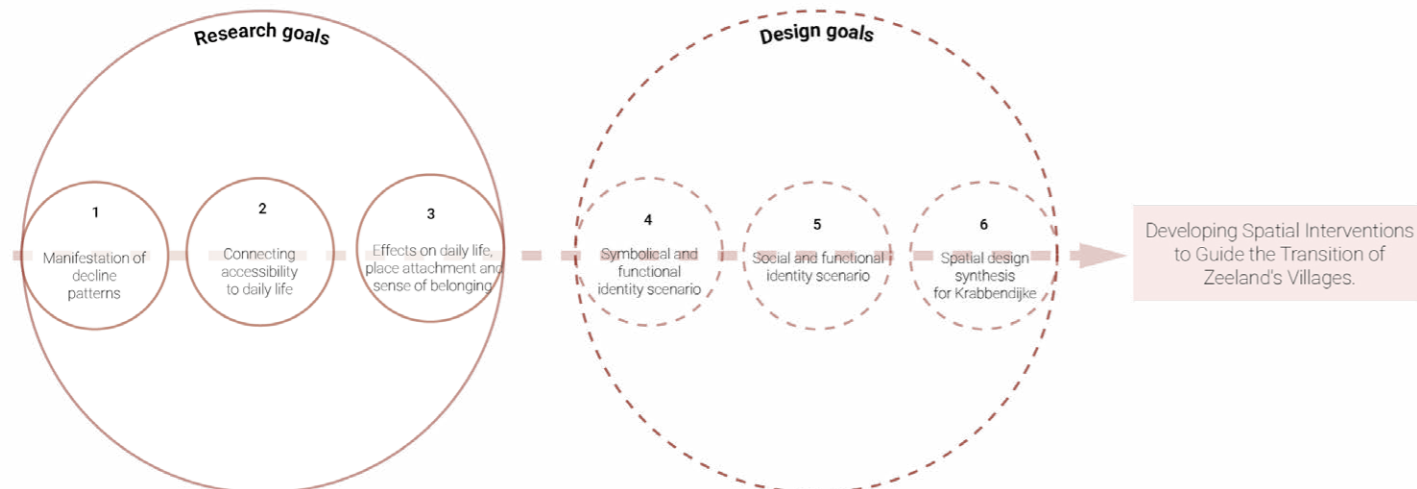 Research goals
1
Manifestation of
decline
patterns
2
Connecting
accessibility
to daily life
3
Effects on daily life,
place attachment and
sense of belonging
Design goals
4
Symbolical and
functional
identity scenario
5
Social and functional
identity scenario
6
Spatial design
synthesis
for Krabbendijke
Developing Spatial Interventions
to Guide the Transition of
Zeeland's Villages.